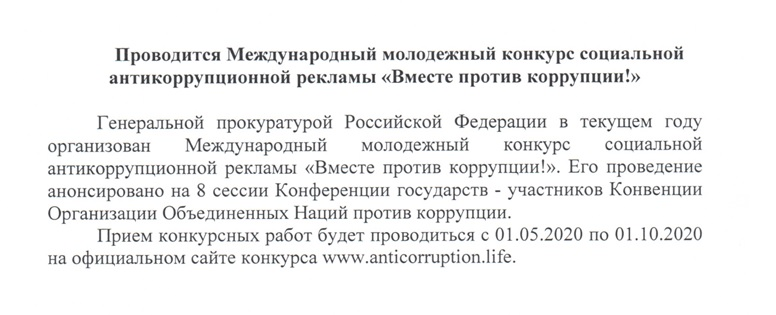 Проводится Международный молодежный конкурс социальной
антикоррупционной рекламы «Вместе против коррупции!»
Генеральной прокуратурой Российской Федерации в текущем году
организован Международный молодежный конкурс социальной
антикоррупционной рекламы «Вместе против коррупции!». Его проведение
анонсировано на 8 сессии Конференции государств - участников Конвенции
Организации Объединенных Наций против коррупции.
Прием конкурсных работ будет проводиться с 01.05.2020 по 01.10.2020
на официальном сайте конкурса www.anticorruption.life.